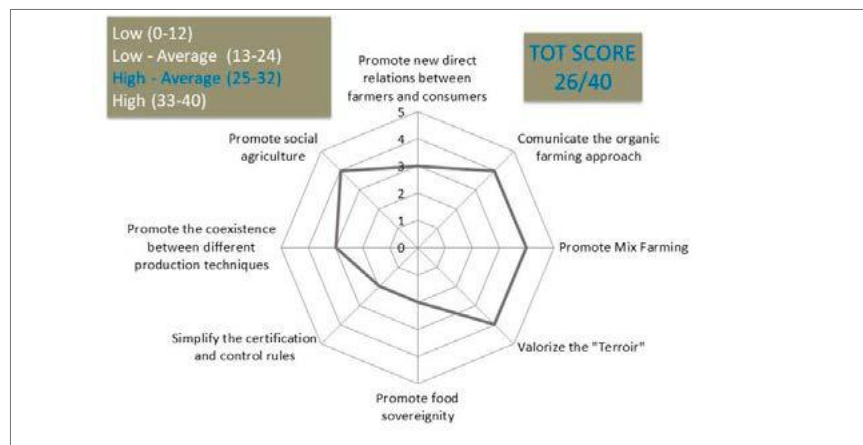 Low (0-12)
Low - Average (13-24)
High - Average (25-32)
High (33-40)
TOT SCORE
26/40
Promote new direct
relations between
farmers and consumers
Comunicate the organic
farming approach
Promote Mix Farming
Valorize the "Terroir"
Promote food
sovereignity
Simplify the certification
and control rules
Promote the coexistence
between different
production techniques
Promote social
agriculture
5
4
3
2
1
0